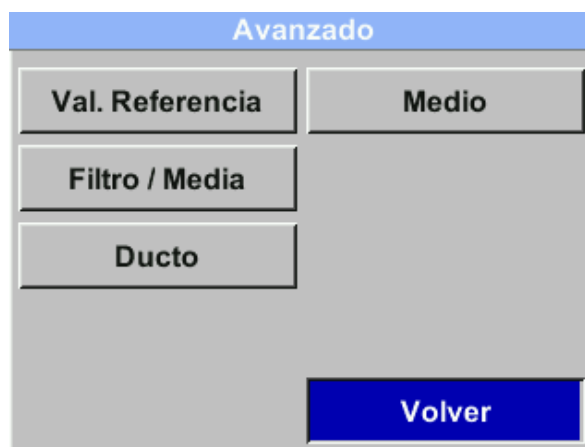 Avanzado
Val. Referencia
Medio
Filtro / Media
Ducto
Volver